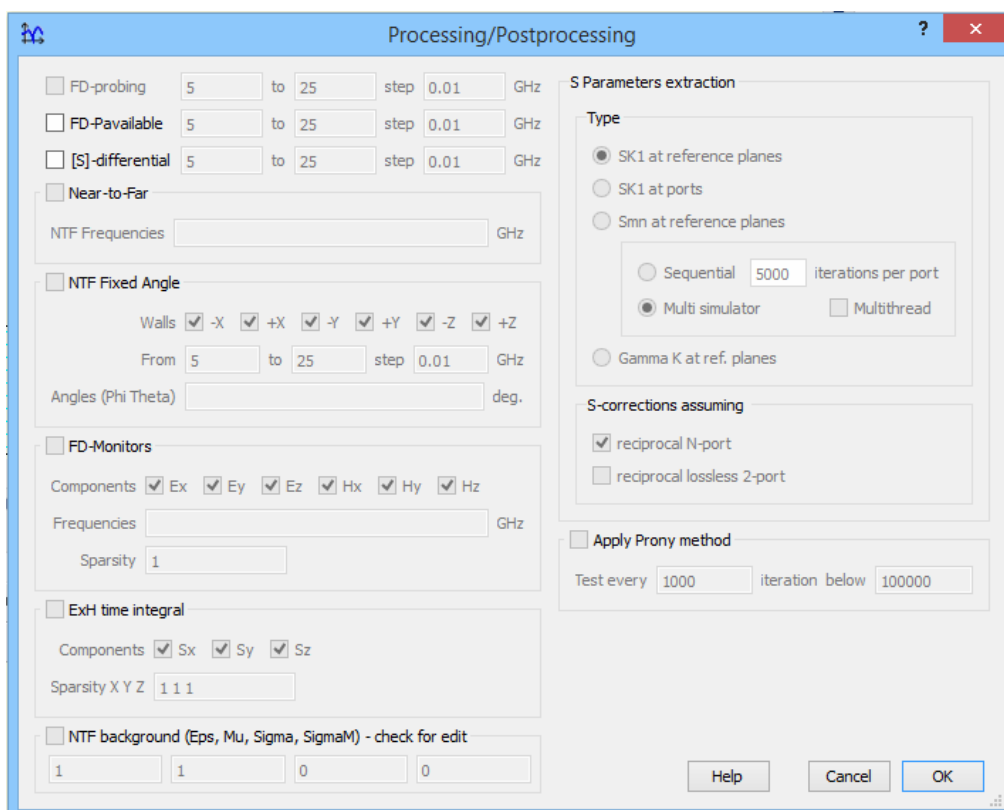 Processing/Postprocessing
?
FD-probing 5 to 25 step 0.01 GHz
FD-Pavailable 5 to 25 step 0.01 GHz
[S]-differential 5 to 25 step 0.01 GHz
Near-to-Far
NTF Frequencies GHz
NTF Fixed Angle
Walls -X +X -Y +Y -Z +Z
From 5 to 25 step 0.01 GHz
Angles (Phi Theta) deg.
FD-Monitors
Components Ex Ey Ez Hx Hy Hz
Frequencies GHz
Sparsity 1
ExH time integral
Components Sx Sy Sz
Sparsity X Y Z 1 1 1
NTF background (Eps, Mu, Sigma, SigmaM) - check for edit
1 1 0 0
S Parameters extraction
Type
SK1 at reference planes
SK1 at ports
Smn at reference planes
Sequential 5000 iterations per port
Multi simulator Multithread
Gamma K at ref. planes
S-corrections assuming
reciprocal N-port
reciprocal lossless 2-port
Apply Prony method
Test every 1000 iteration below 100000
Help Cancel OK